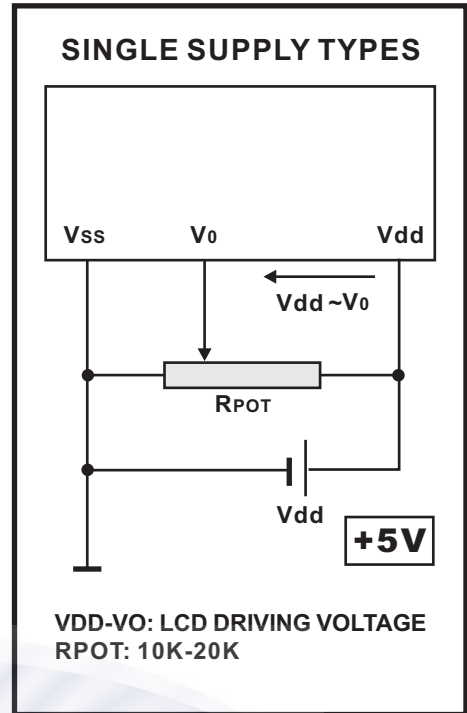 SINGLE SUPPLY TYPES
VSS V0 Vdd
Vdd ~V0
RPOT
Vdd
+5V
VDD-VO: LCD DRIVING VOLTAGE
RPOT: 10K-20K